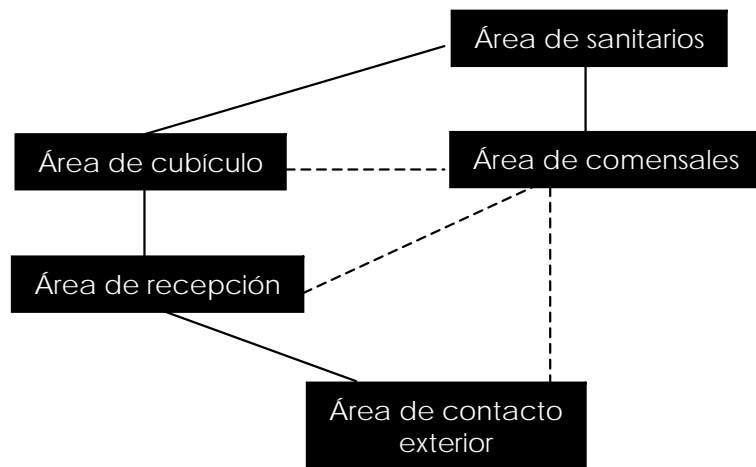 Área de sanitarios
Área de cubículo
Área de comensales
Área de recepción
Área de contacto
exterior